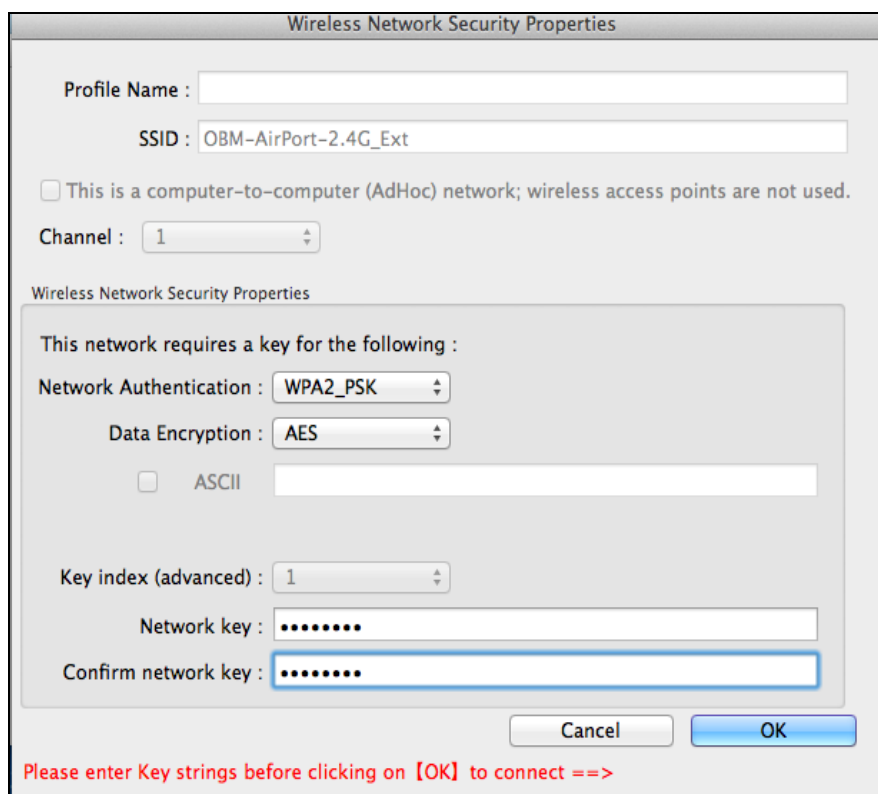 Wireless Network Security Properties
Profile Name :
SSID : OBM-AirPort-2.4G_Ext
This is a computer-to-computer (AdHoc) network; wireless access points are not used.
Channel : 1
Wireless Network Security Properties
This network requires a key for the following :
Network Authentication : WPA2_PSK
Data Encryption : AES
ASCII
Key index (advanced) : 1
Network key : ••••••••
Confirm network key : ••••••••
Cancel OK
Please enter Key strings before clicking on【OK】to connect ==>